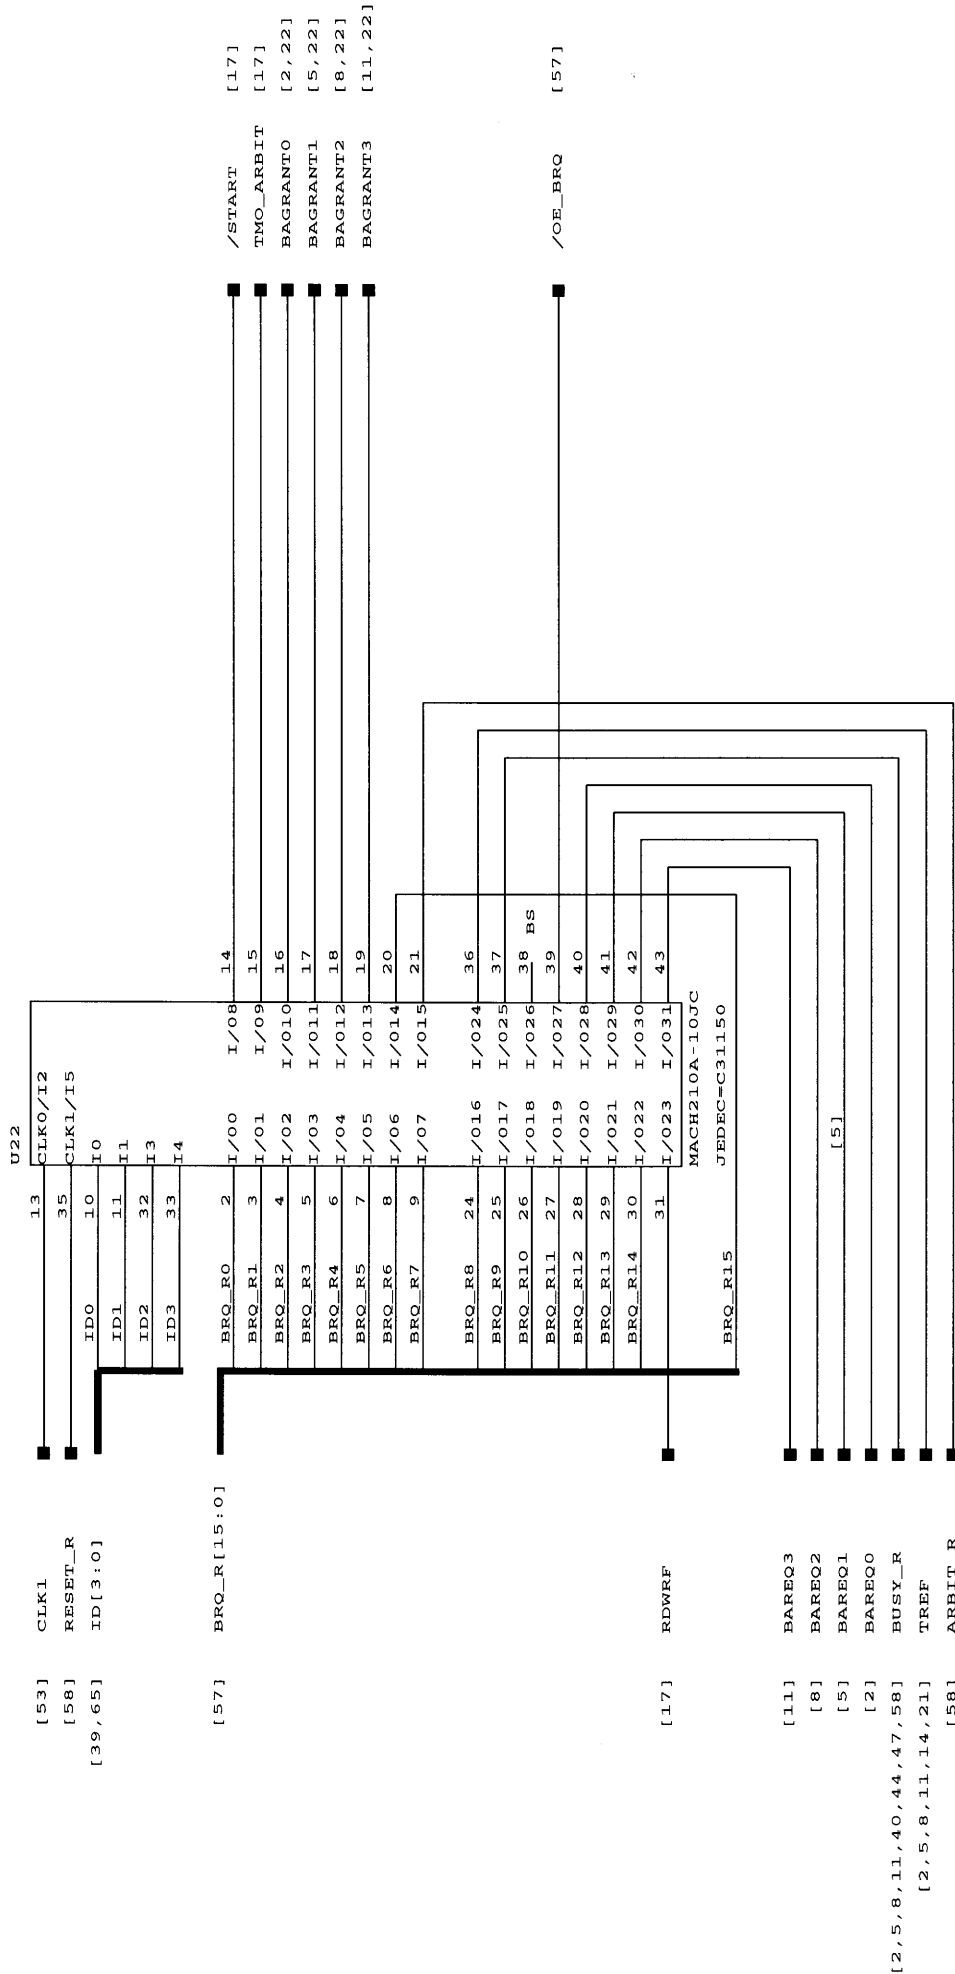 U22
[53] CLK1 13 CLK0/I2
[58] RESET_R 35 CLK1/I5
[39,65] ID[3:0] ID0 10 I0
ID1 11 I1
ID2 32 I3
ID3 33 I4
[57] BRQ_R[15:0]
BRQ_R0 2 I/O0 I/O8 14 /START [17]
BRQ_R1 3 I/O1 I/O9 15 TMO_ARBIT [17]
BRQ_R2 4 I/O2 I/O10 16 BAGRANT0 [2,22]
BRQ_R3 5 I/O3 I/O11 17 BAGRANT1 [5,22]
BRQ_R4 6 I/O4 I/O12 18 BAGRANT2 [8,22]
BRQ_R5 7 I/O5 I/O13 19 BAGRANT3 [11,22]
BRQ_R6 8 I/O6 I/O14 20
BRQ_R7 9 I/O7 I/O15 21
BRQ_R8 24 I/O16 I/O24 36
BRQ_R9 25 I/O17 I/O25 37
BRQ_R10 26 I/O18 I/O26 38 BS
BRQ_R11 27 I/O19 I/O27 39 /OE_BRQ [57]
BRQ_R12 28 I/O20 I/O28 40
BRQ_R13 29 I/O21 I/O29 41
BRQ_R14 30 I/O22 I/O30 42
[17] RDWRF 31 I/O23 I/O31 43
MACH210A-10JC
BRQ_R15 JEDEC=C31150
[11] BAREQ3
[8] BAREQ2
[5] BAREQ1 [5]
[2] BAREQ0
[2,5,8,11,40,44,47,58] BUSY_R
[2,5,8,11,14,21] TREF
[58] ARBIT_R